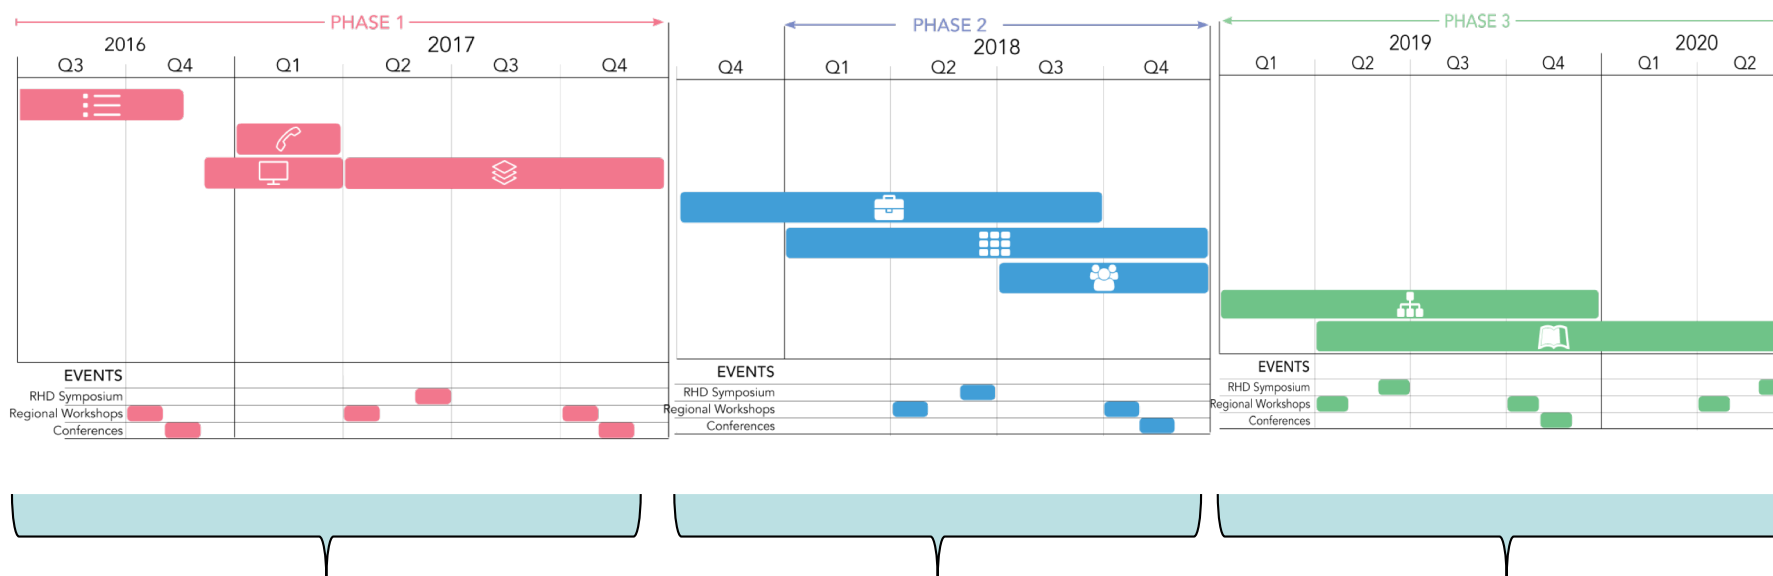 PHASE 1
2016 2017
Q3 Q4 Q1 Q2 Q3 Q4
EVENTS
RHD Symposium
Regional Workshops
Conferences
PHASE 2
2018
Q4 Q1 Q2 Q3 Q4
EVENTS
RHD Symposium
Regional Workshops
Conferences
PHASE 3
2019 2020
Q1 Q2 Q3 Q4 Q1 Q2
EVENTS
RHD Symposium
Regional Workshops
Conferences